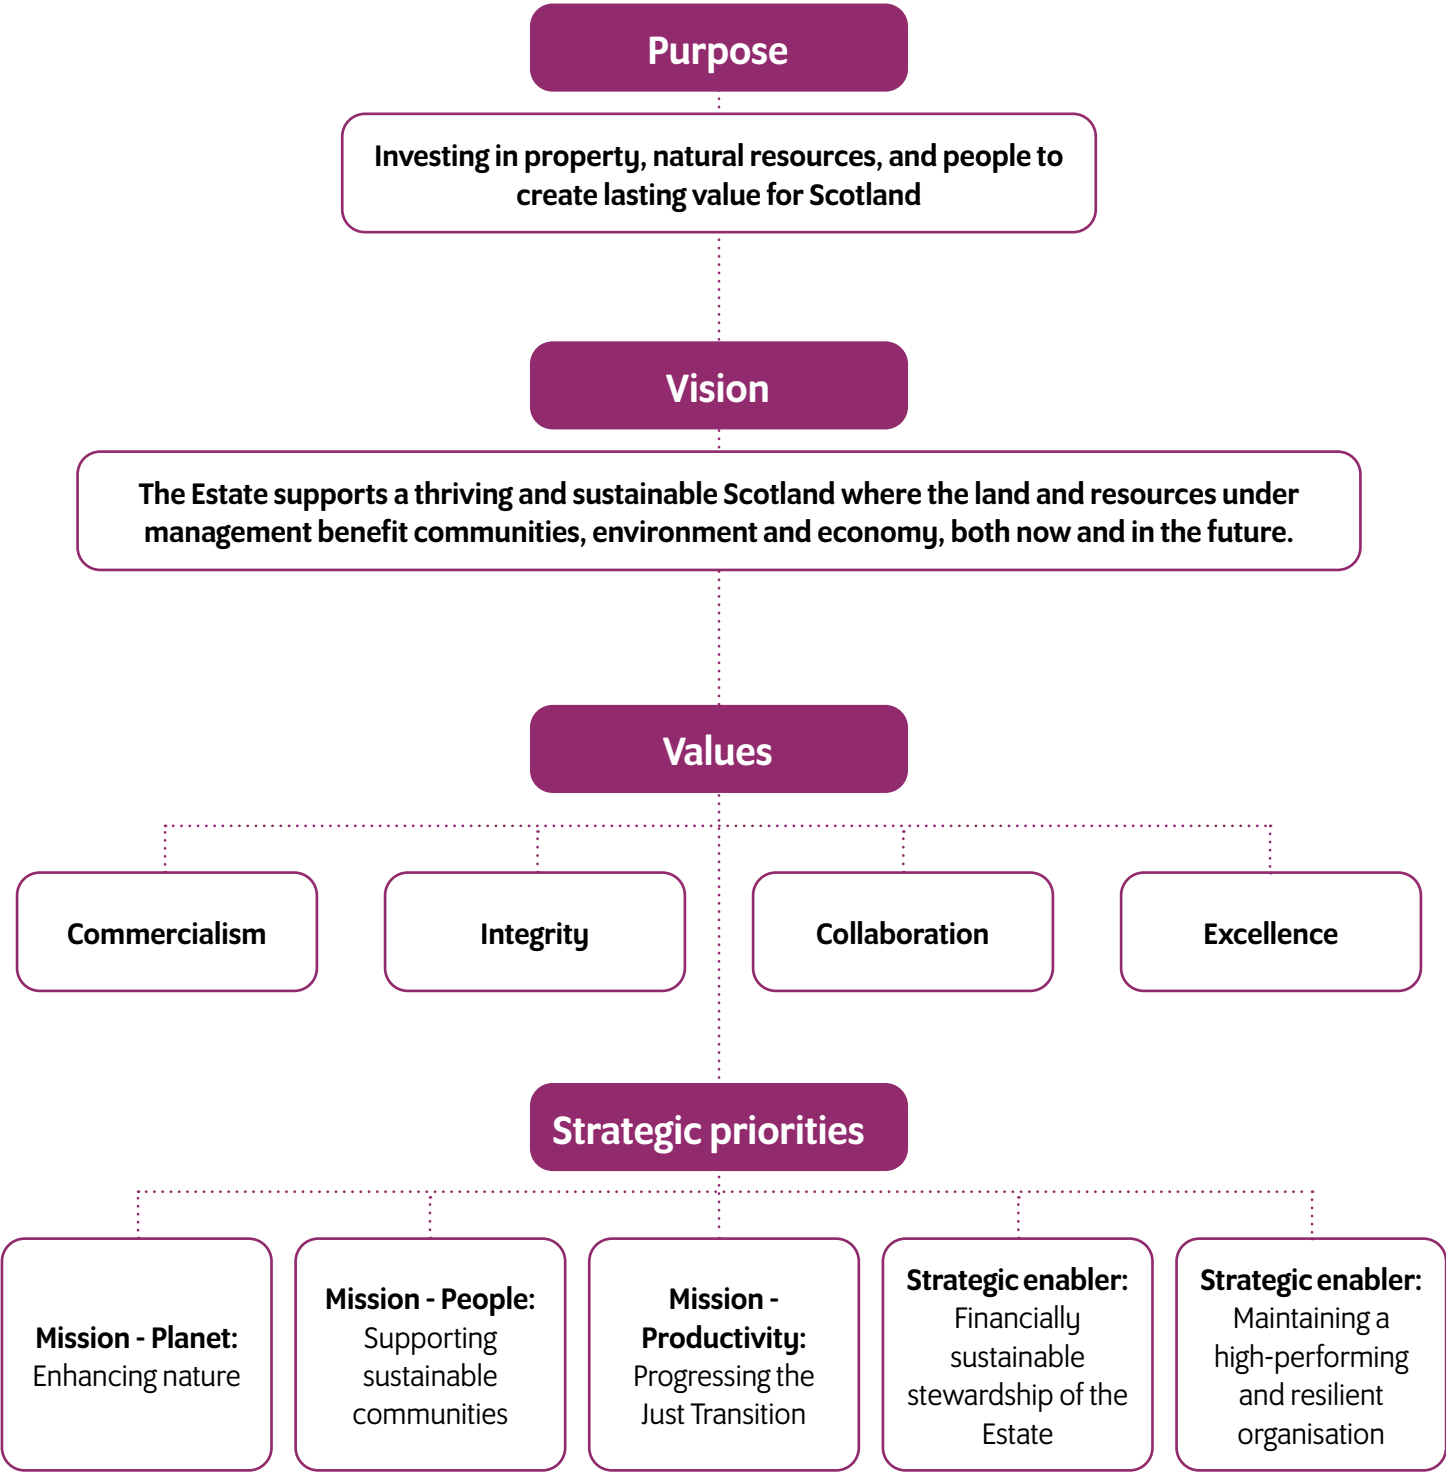 Purpose
Investing in property, natural resources, and people to
create lasting value for Scotland
Vision
The Estate supports a thriving and sustainable Scotland where the land and resources under
management benefit communities, environment and economy, both now and in the future.
Values
Commercialism
Integrity
Collaboration
Excellence
Strategic priorities
Mission - Planet:
Enhancing nature
Mission - People:
Supporting
sustainable
communities
Mission -
Productivity:
Progressing the
Just Transition
Strategic enabler:
Financially
sustainable
stewardship of the
Estate
Strategic enabler:
Maintaining a
high-performing
and resilient
organisation